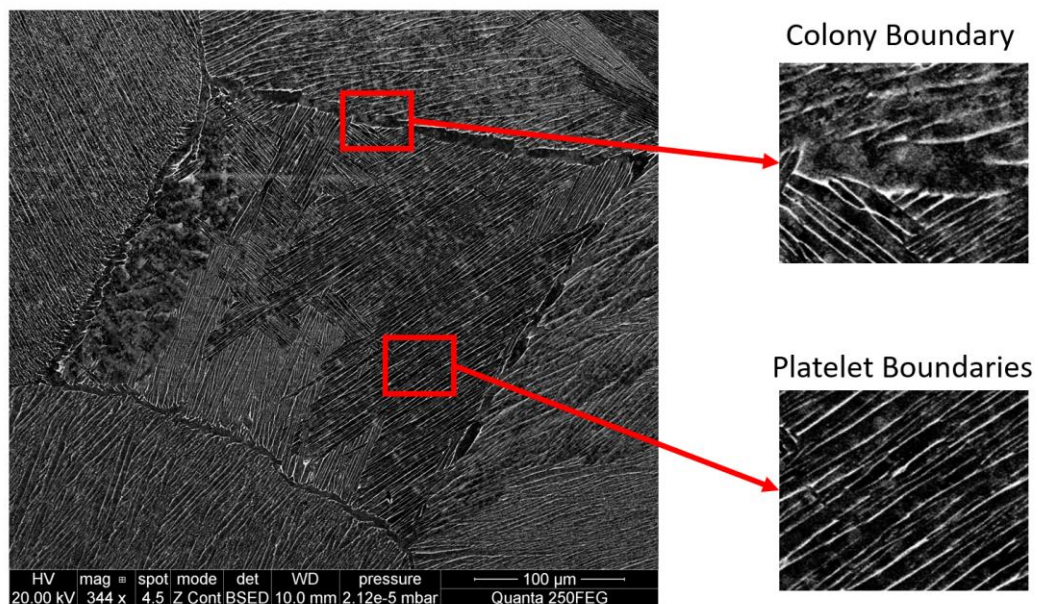 Colony Boundary
Platelet Boundaries
HV mag ⊞ spot mode det WD pressure 100 µm
20.00 kV 344 x 4.5 Z Cont BSED 10.0 mm 2.12e-5 mbar Quanta 250FEG